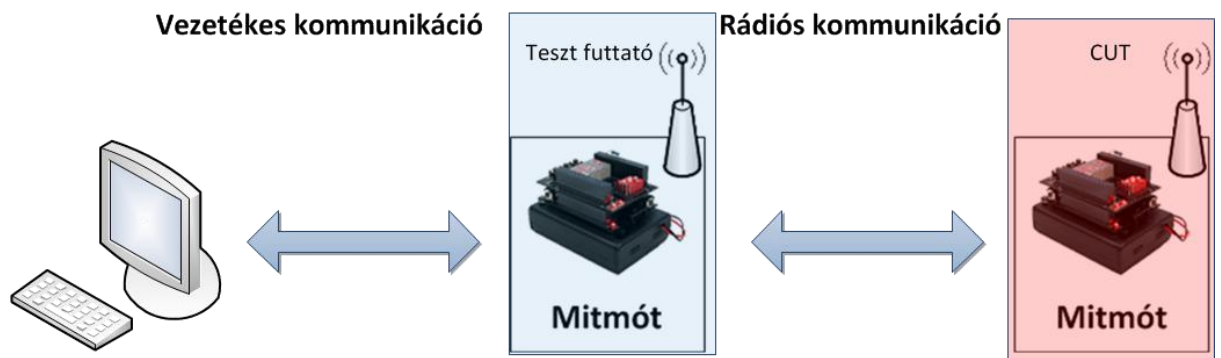 Vezetékes kommunikáció
Rádiós kommunikáció
Teszt futtató
CUT
Mitmót
Mitmót